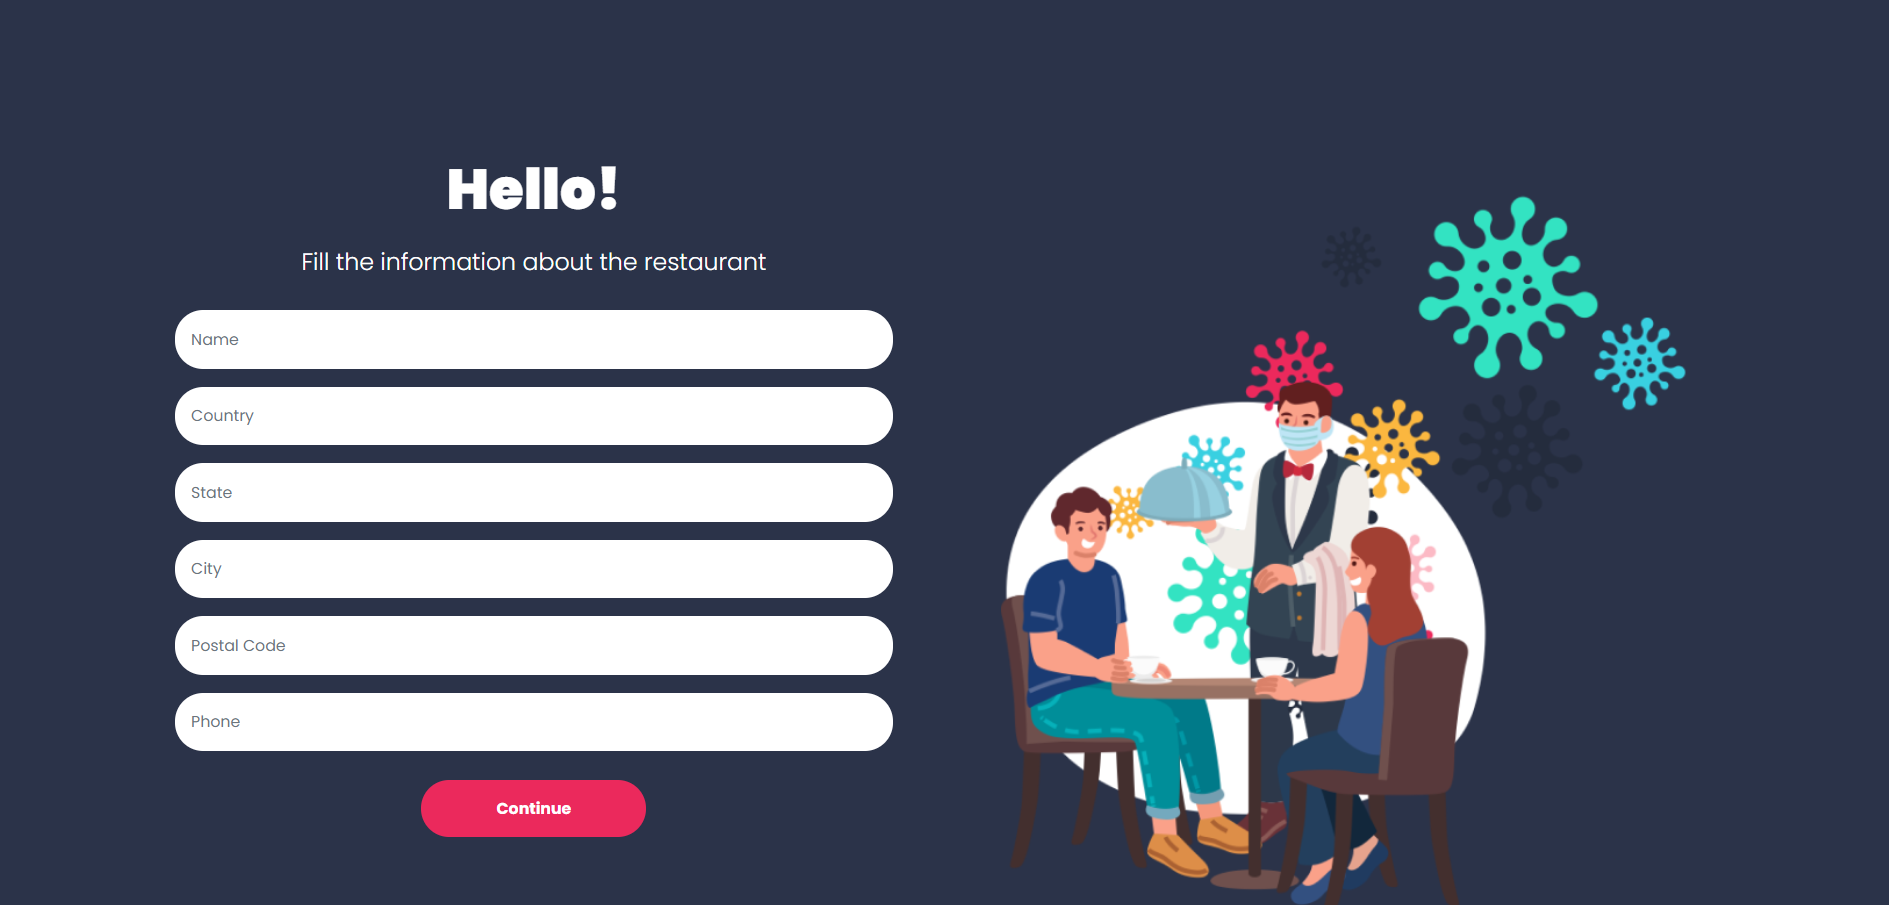 Hello!
Fill the information about the restaurant
Name
Country
State
City
Postal Code
Phone
Continue